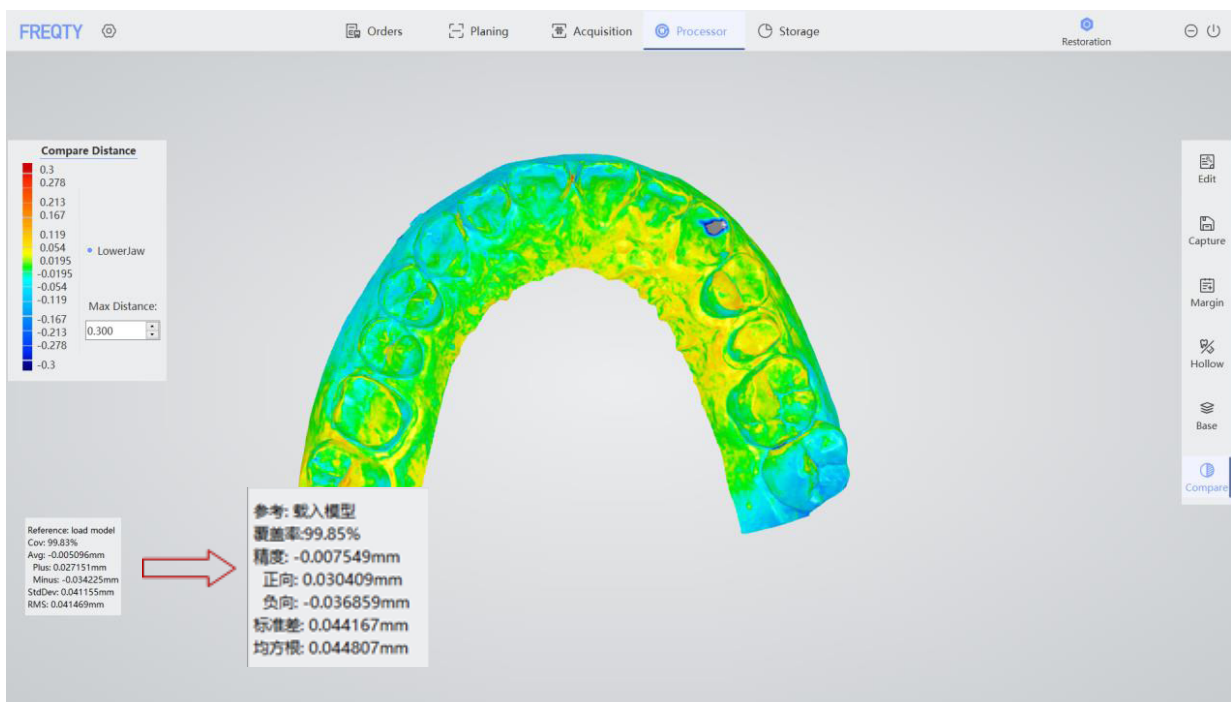 FREQTY
Orders
Planing
Acquisition
Processor
Storage
Restoration
Compare Distance
0.3
0.278
0.213
0.167
0.119
0.054
0.0195
-0.0195
-0.054
-0.119
-0.167
-0.213
-0.278
-0.3
LowerJaw
Max Distance:
0.300
Edit
Capture
Margin
Hollow
Base
Compare
Reference: load model
Cov: 99.83%
Avg: -0.005096mm
Plus: 0.027151mm
Minus: -0.034225mm
StdDev: 0.041155mm
RMS: 0.041469mm
参考: 载入模型
覆盖率:99.85%
精度: -0.007549mm
正向: 0.030409mm
负向: -0.036859mm
标准差: 0.044167mm
均方根: 0.044807mm